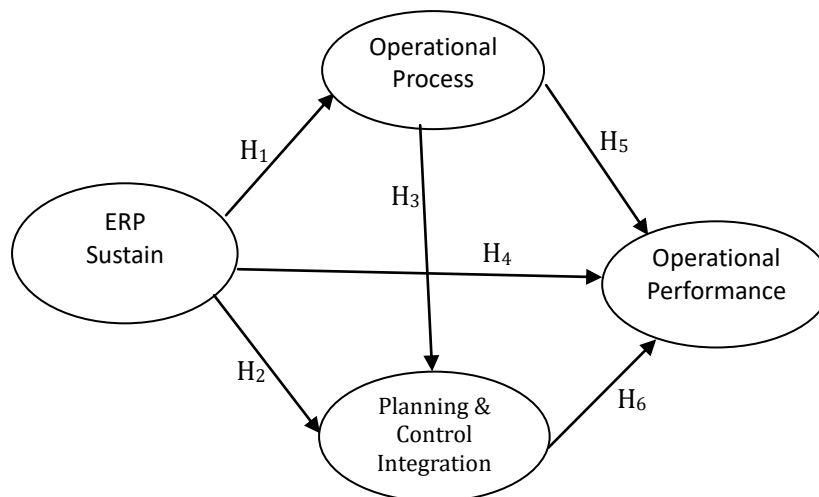 Operational
Process
H₁
H₅
H₃
ERP
Sustain
H₄
Operational
Performance
H₂
Planning &
Control
Integration
H₆